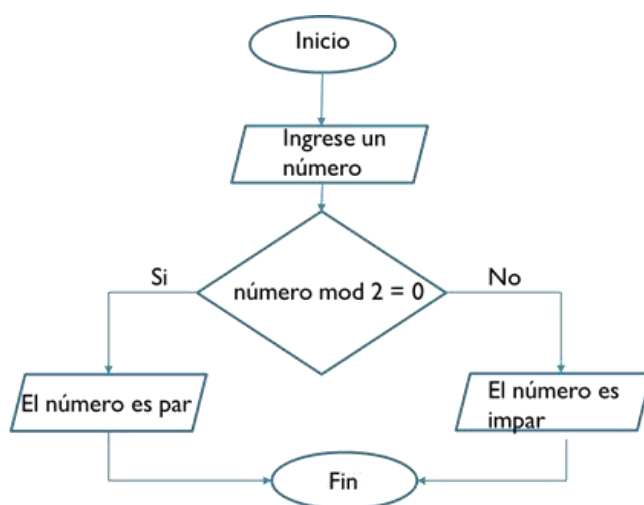 Inicio
Ingrese un
número
Si
número mod 2 = 0
No
El número es par
El número es
impar
Fin